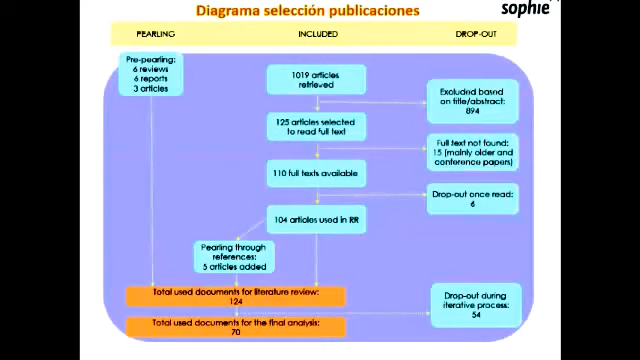 Diagrama selección publicaciones
sophie
PEARLING
INCLUDED
DROP-OUT
Pre-pearling:
6 reviews
6 reports
3 articles
1019 articles
retrieved
Excluded based
on title/abstract:
894
125 articles selected
to read full text
Full text not found:
15 (mainly older and
conference papers)
110 full texts available
Drop-out once read:
6
104 articles used in RR
Pearling through
references:
5 articles added
Total used documents for literature review:
124
Drop-out during
iterative process:
54
Total used documents for the final analysis:
70